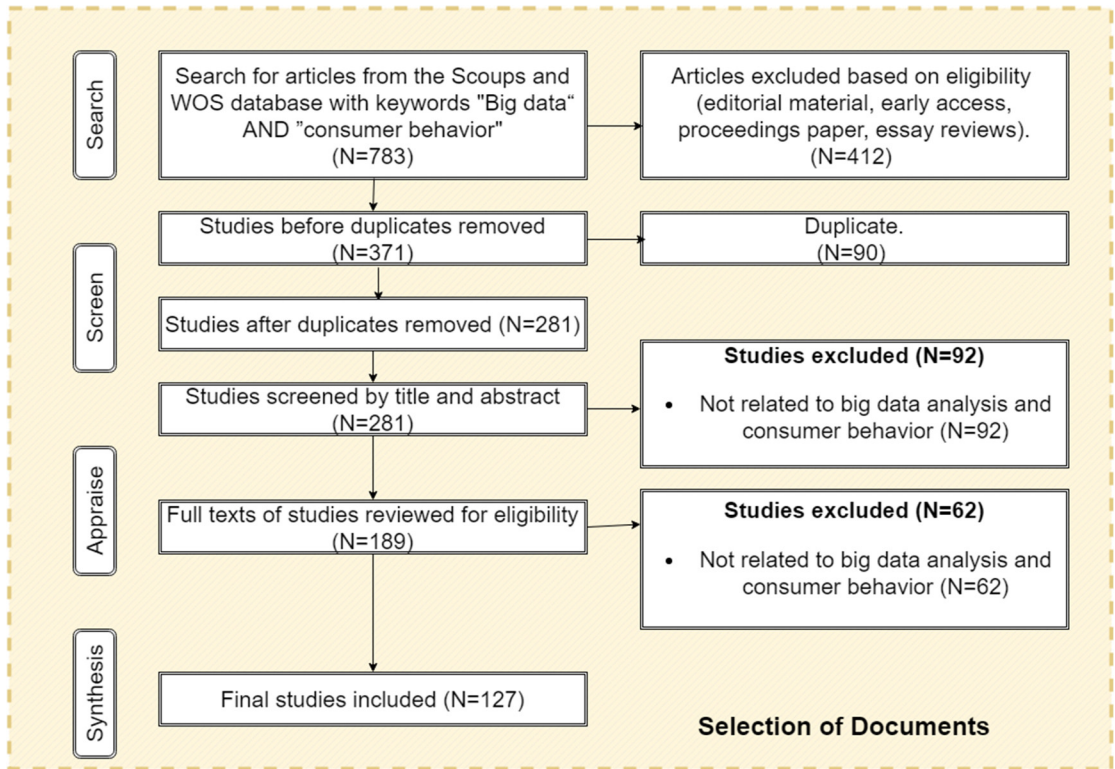 Search
Search for articles from the Scoups and
WOS database with keywords "Big data“
AND ”consumer behavior"
(N=783)
Articles excluded based on eligibility
(editorial material, early access,
proceedings paper, essay reviews).
(N=412)
Screen
Studies before duplicates removed
(N=371)
Duplicate.
(N=90)
Studies after duplicates removed (N=281)
Studies screened by title and abstract
(N=281)
Studies excluded (N=92)
• Not related to big data analysis and
consumer behavior (N=92)
Appraise
Full texts of studies reviewed for eligibility
(N=189)
Studies excluded (N=62)
• Not related to big data analysis and
consumer behavior (N=62)
Synthesis
Final studies included (N=127)
Selection of Documents